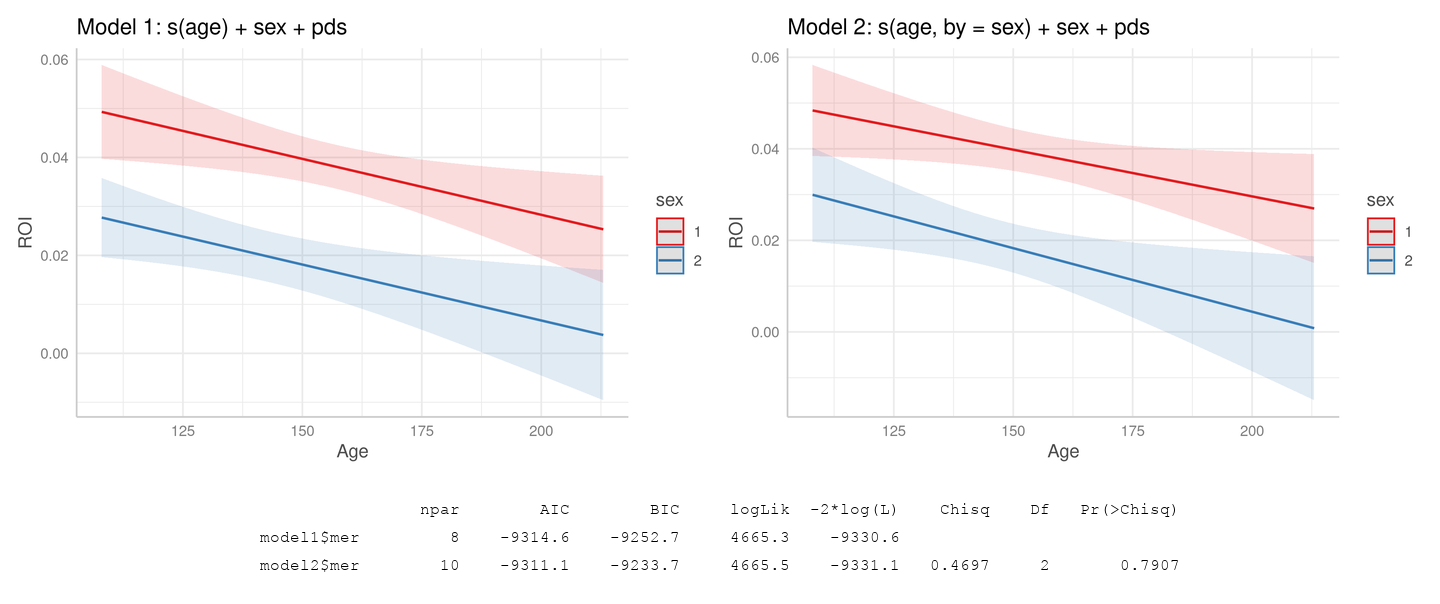 Model 1: s(age) + sex + pds
0.06
0.04
0.02
0.00
ROI
125 150 175 200
Age
sex
1
2
Model 2: s(age, by = sex) + sex + pds
0.06
0.04
0.02
0.00
ROI
125 150 175 200
Age
sex
1
2
npar AIC BIC logLik -2*log(L) Chisq Df Pr(>Chisq)
model1$mer 8 -9314.6 -9252.7 4665.3 -9330.6
model2$mer 10 -9311.1 -9233.7 4665.5 -9331.1 0.4697 2 0.7907